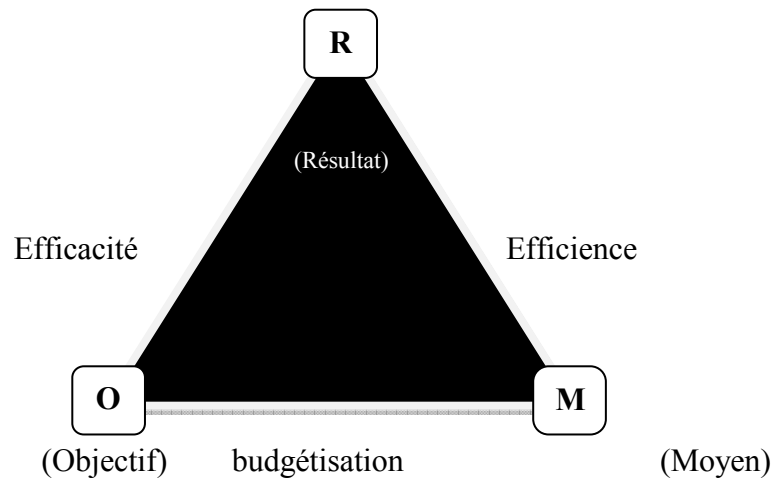 R
(Résultat)
Efficacité Efficience
O M
(Objectif) budgétisation (Moyen)